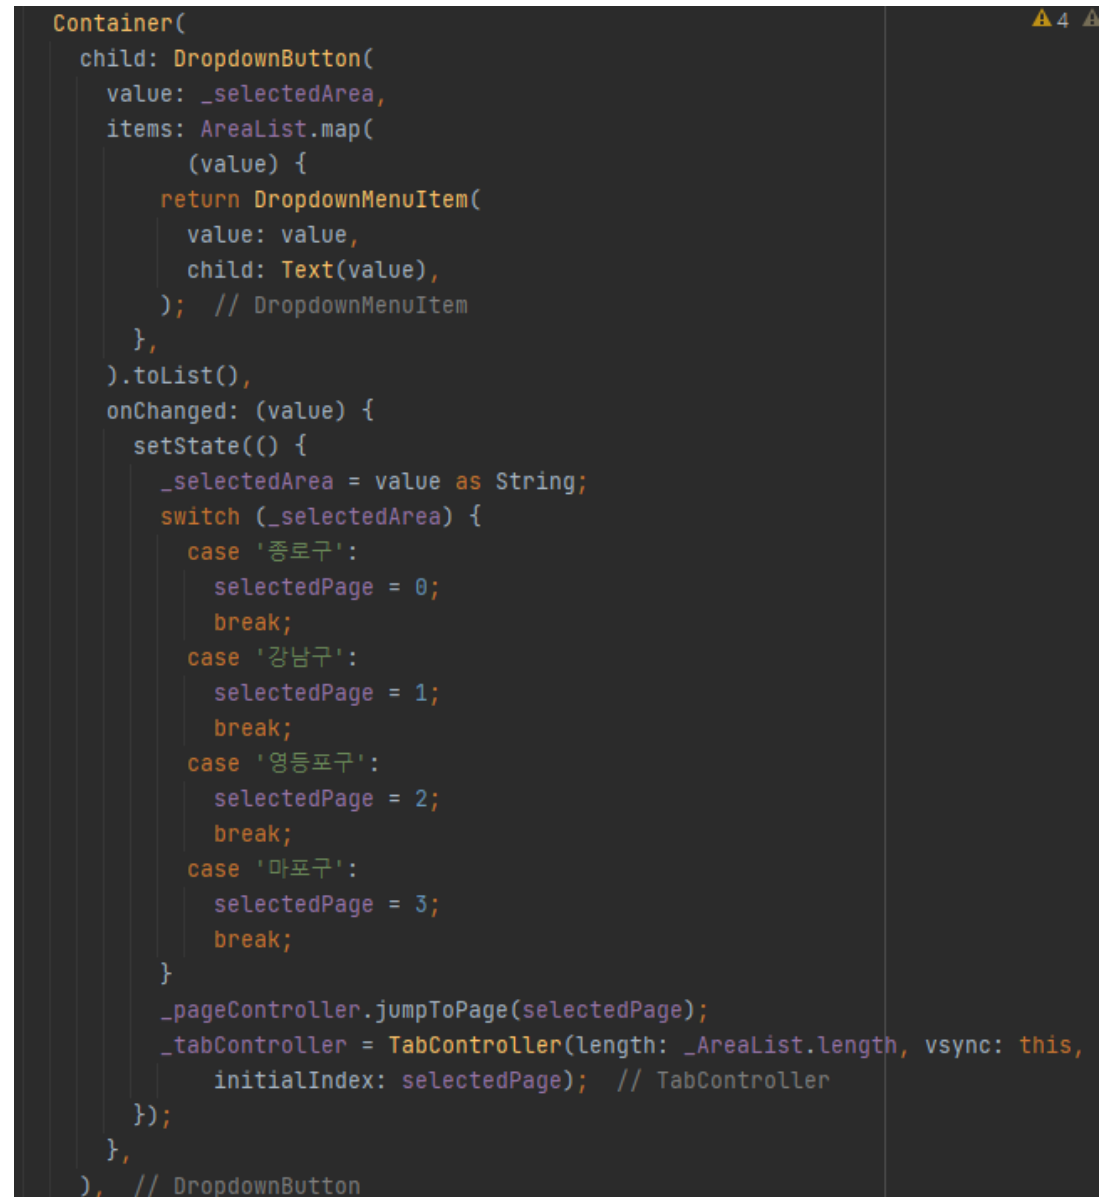 Container(
4
child: DropdownButton(
value: _selectedArea,
items: AreaList.map(
(value) {
return DropdownMenuItem(
value: value,
child: Text(value),
); // DropdownMenuItem
},
).toList(),
onChanged: (value) {
setState(() {
_selectedArea = value as String;
switch (_selectedArea) {
case '종로구':
selectedPage = 0;
break;
case '강남구':
selectedPage = 1;
break;
case '영등포구':
selectedPage = 2;
break;
case '마포구':
selectedPage = 3;
break;
}
_pageController.jumpToPage(selectedPage);
_tabController = TabController(length: _AreaList.length, vsync: this,
initialIndex: selectedPage); // TabController
});
},
), // DropdownButton